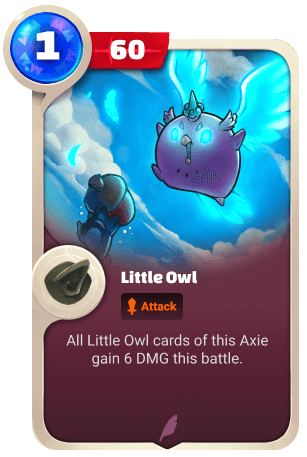 1
60
Little Owl
Attack
All Little Owl cards of this Axie
gain 6 DMG this battle.